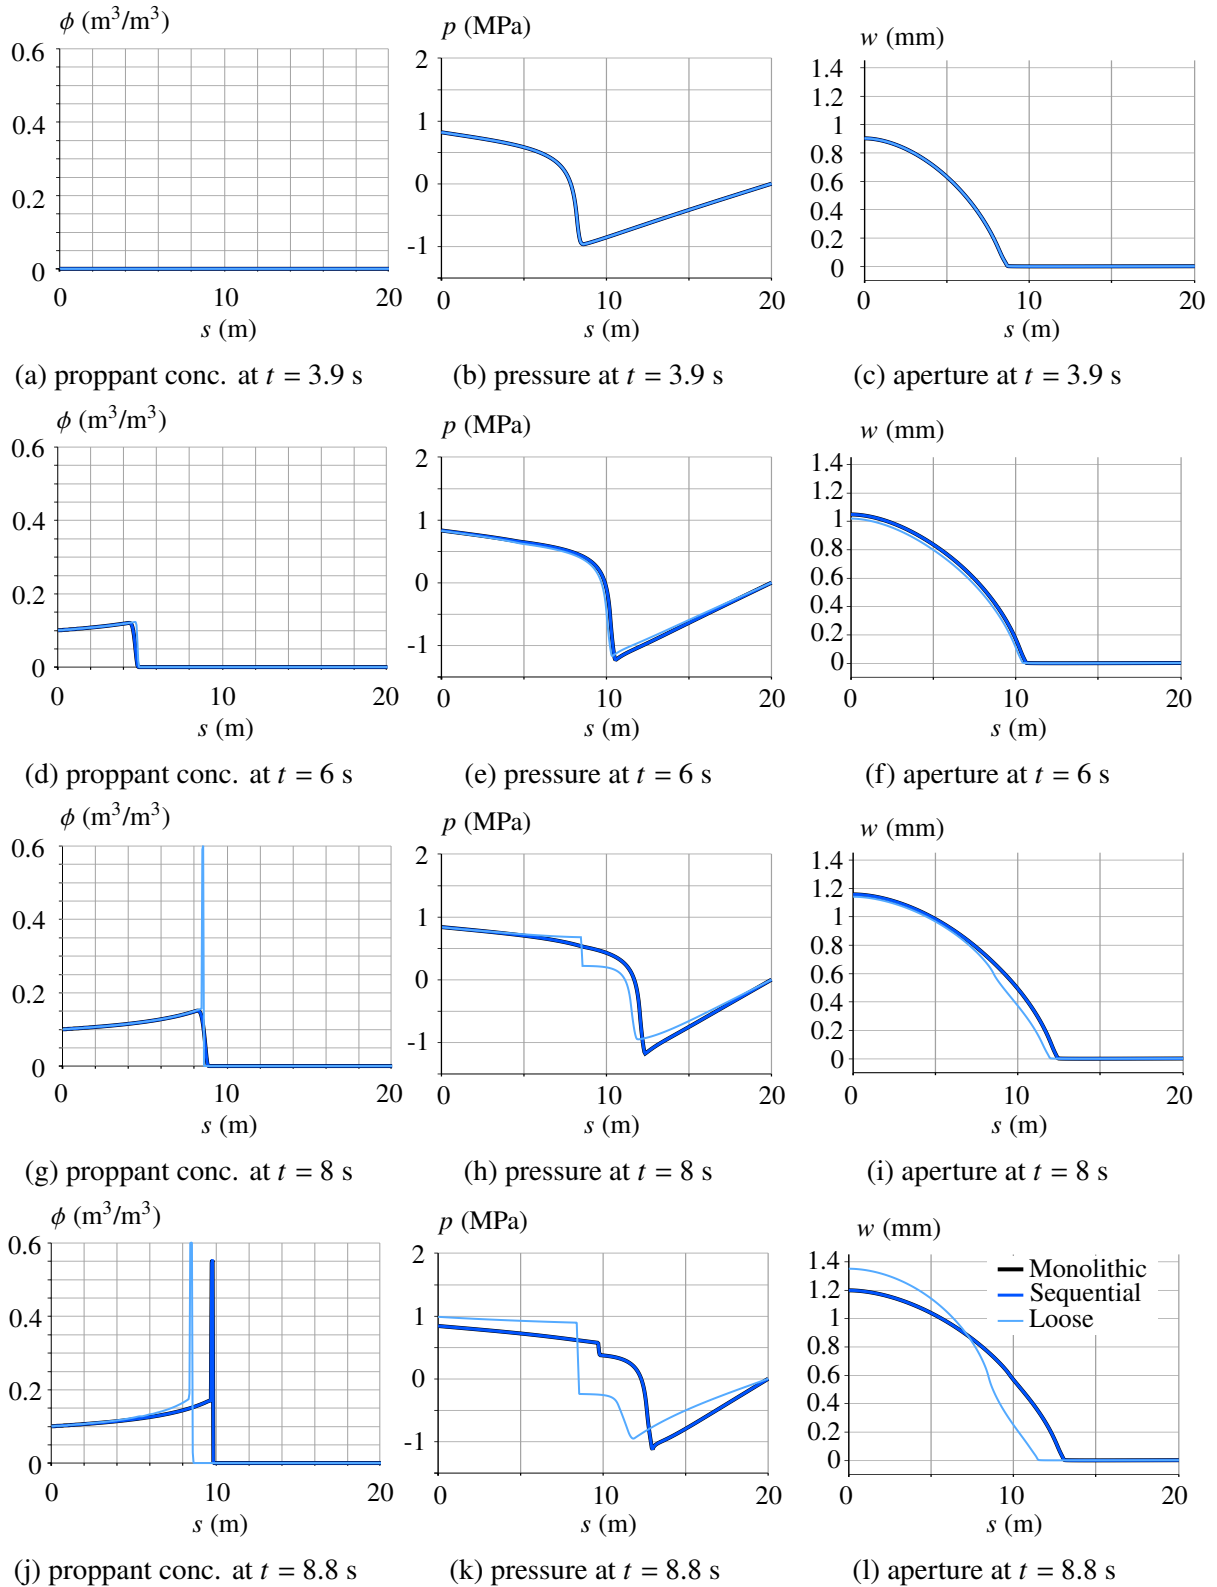 ϕ (m³/m³) p (MPa) w (mm)
0.6 2 1.4
1.2
0.4 1 1
0.8
0.2 0 0.6
0.4
-1 0.2
0 0
0 10 20 0 10 20 0 10 20
s (m) s (m) s (m)
(a) proppant conc. at t = 3.9 s (b) pressure at t = 3.9 s (c) aperture at t = 3.9 s
ϕ (m³/m³) p (MPa) w (mm)
0.6 2 1.4
1.2
0.4 1 1
0.8
0.2 0 0.6
0.4
-1 0.2
0 0
0 10 20 0 10 20 0 10 20
s (m) s (m) s (m)
(d) proppant conc. at t = 6 s (e) pressure at t = 6 s (f) aperture at t = 6 s
ϕ (m³/m³) p (MPa) w (mm)
0.6 2 1.4
1.2
0.4 1 1
0.8
0.2 0 0.6
0.4
-1 0.2
0 0
0 10 20 0 10 20 0 10 20
s (m) s (m) s (m)
(g) proppant conc. at t = 8 s (h) pressure at t = 8 s (i) aperture at t = 8 s
ϕ (m³/m³) p (MPa) w (mm)
0.6 2 1.4 Monolithic
1.2 Sequential
0.4 1 1 Loose
0.8
0.2 0 0.6
0.4
-1 0.2
0 0
0 10 20 0 10 20 0 10 20
s (m) s (m) s (m)
(j) proppant conc. at t = 8.8 s (k) pressure at t = 8.8 s (l) aperture at t = 8.8 s